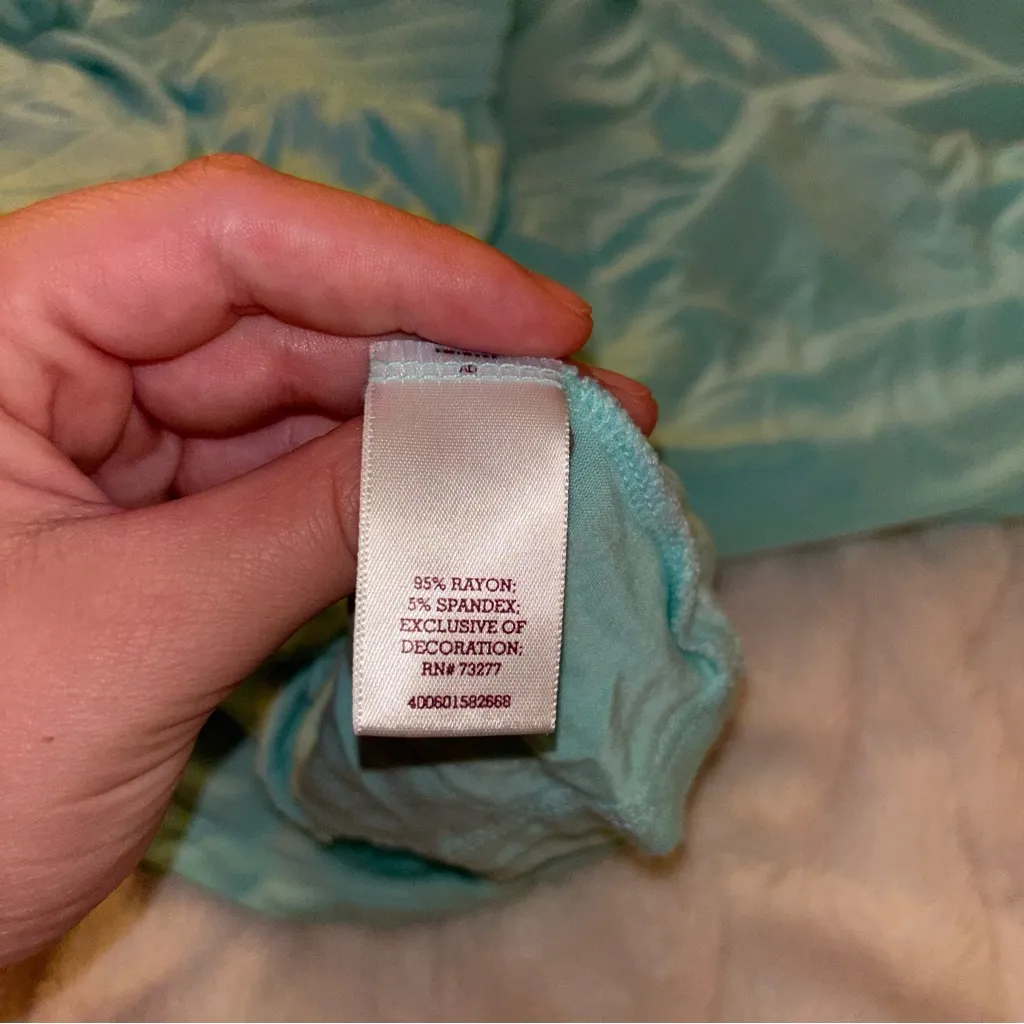 95% RAYON;
5% SPANDEX;
EXCLUSIVE OF
DECORATION;
RN# 73277
400601582668